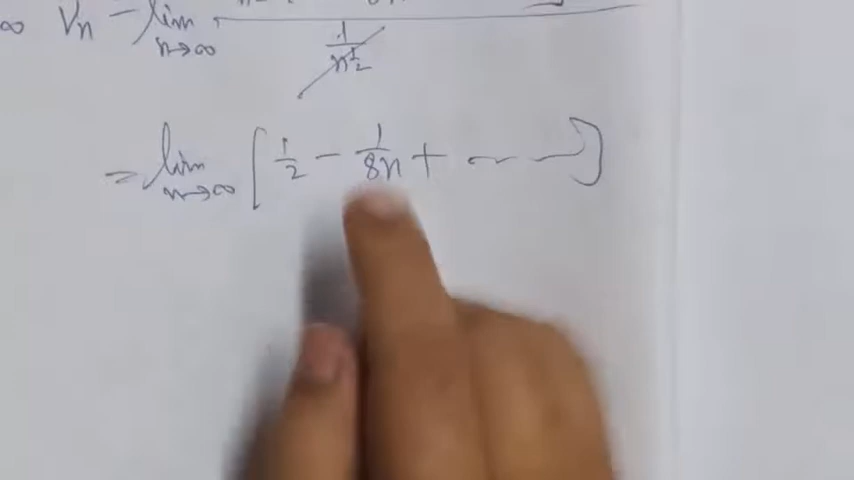 ∞ Vn = lim n→∞
1/n^½
= lim n→∞ [ 1/2 - 1/8n + - - - ]